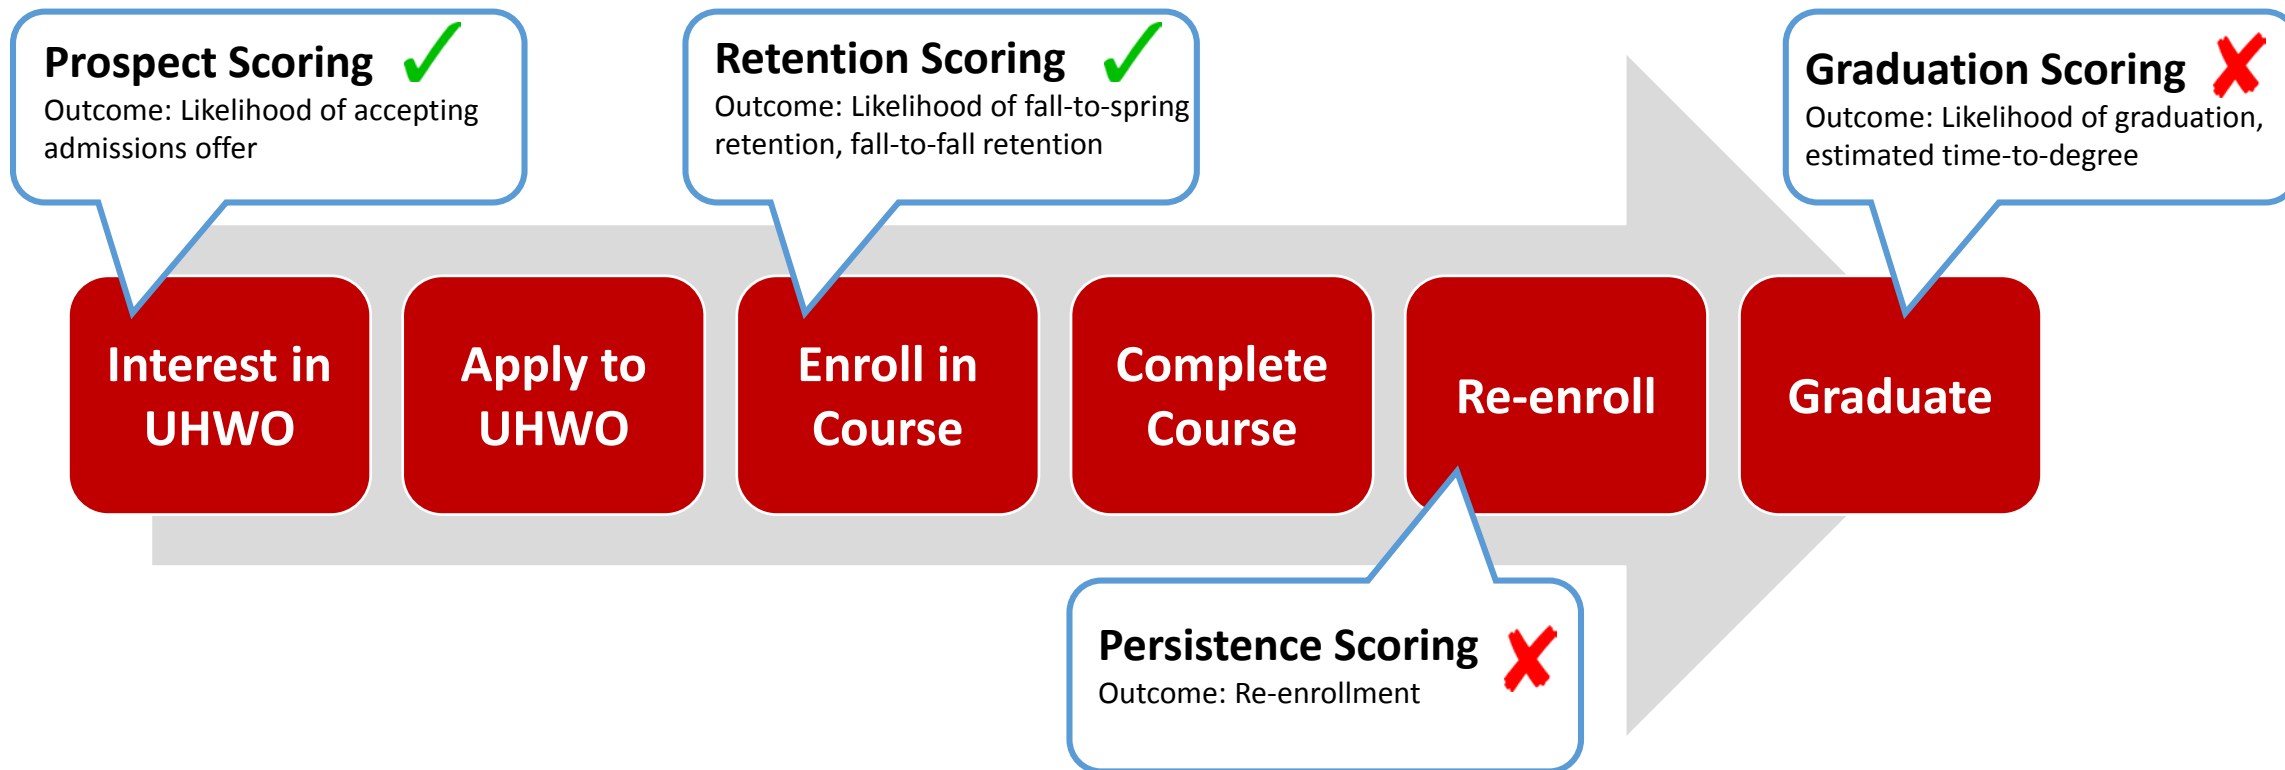 Prospect Scoring
Outcome: Likelihood of accepting
admissions offer
Retention Scoring
Outcome: Likelihood of fall-to-spring
retention, fall-to-fall retention
Graduation Scoring
Outcome: Likelihood of graduation,
estimated time-to-degree
Interest in
UHWO
Apply to
UHWO
Enroll in
Course
Complete
Course
Re-enroll
Graduate
Persistence Scoring
Outcome: Re-enrollment